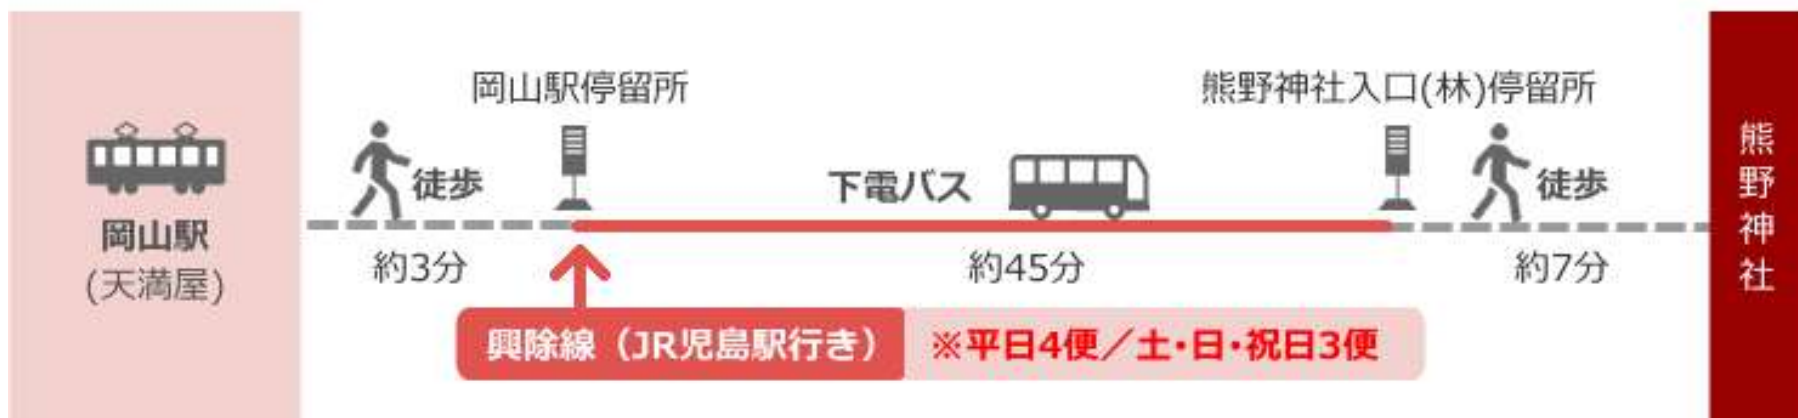 岡山駅
(天満屋)
徒歩
約3分
岡山駅停留所
下電バス
約45分
興除線（JR児島駅行き）
※平日4便／土・日・祝日3便
熊野神社入口(林)停留所
徒歩
約7分
熊野神社